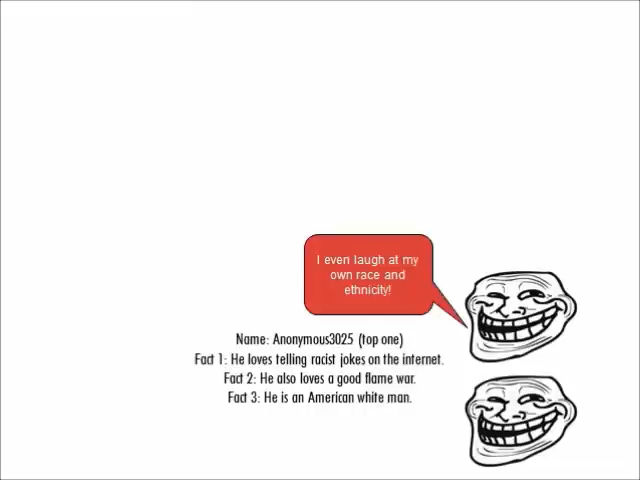 I even laugh at my
own race and
ethnicity!
Name: Anonymous3025 (top one)
Fact 1: He loves telling racist jokes on the internet.
Fact 2: He also loves a good flame war.
Fact 3: He is an American white man.